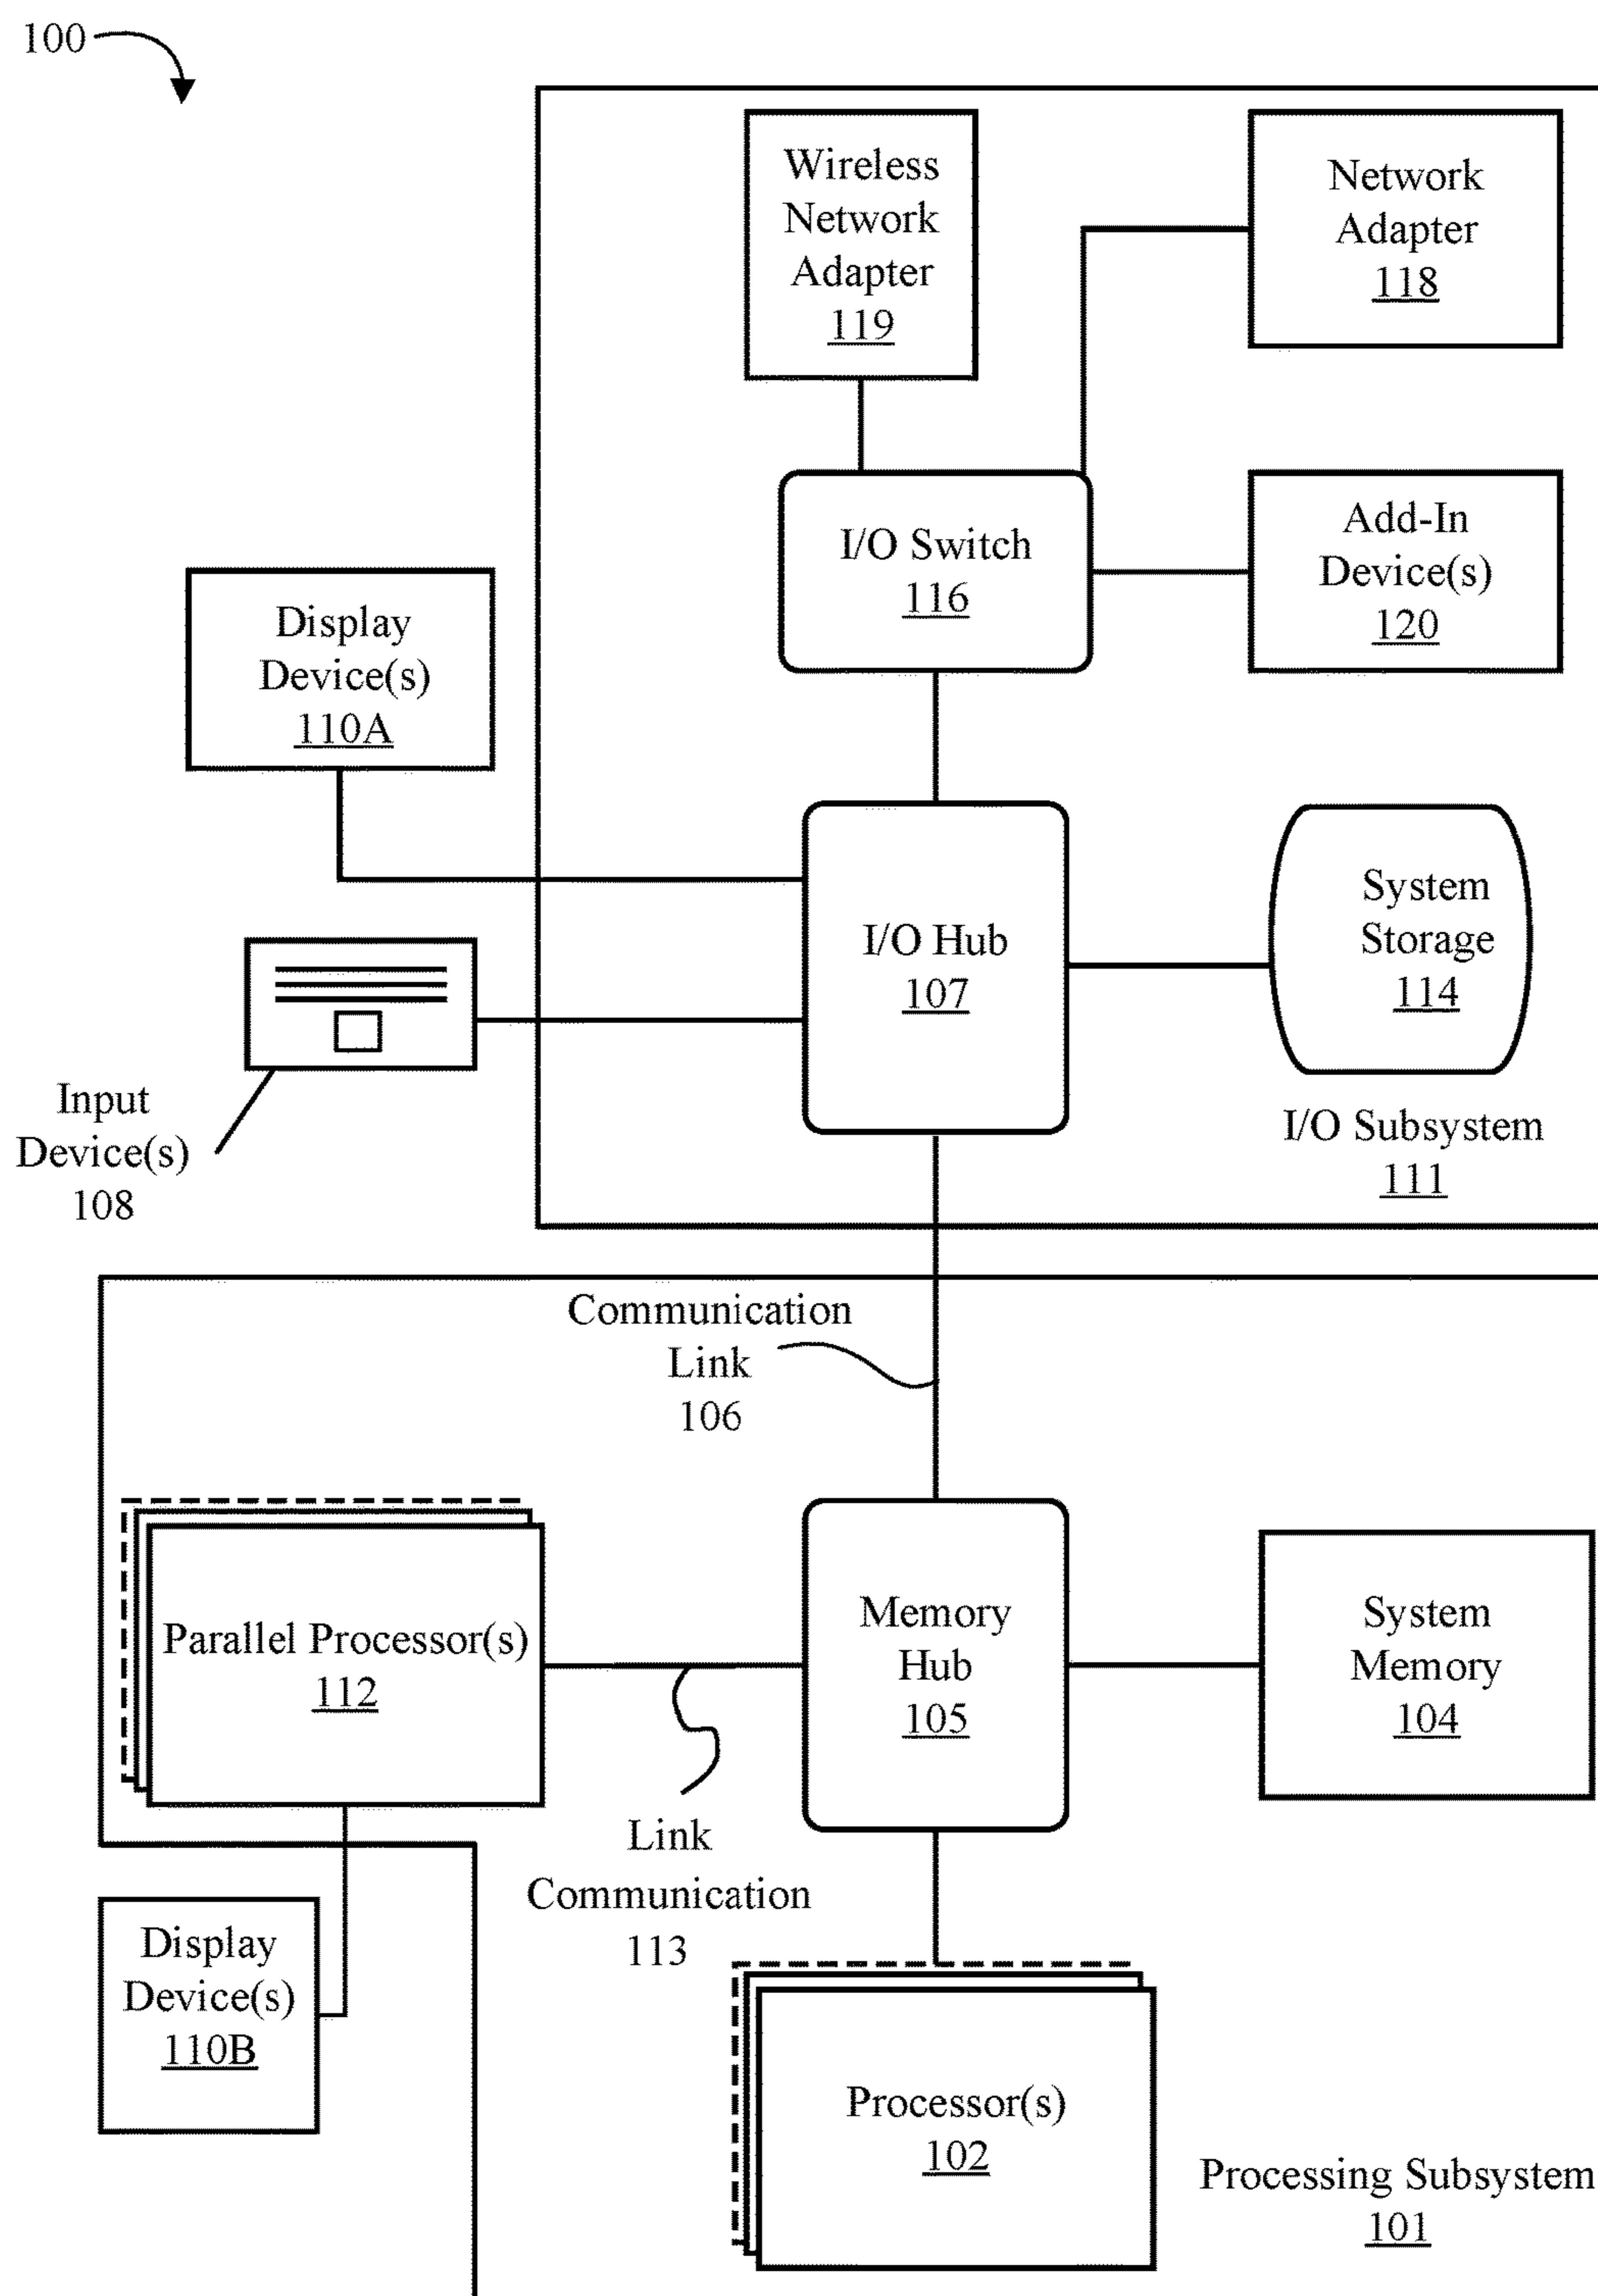 100
Wireless
Network
Adapter
119
Network
Adapter
118
I/O Switch
116
Add-In
Device(s)
120
Display
Device(s)
110A
I/O Hub
107
System
Storage
114
Input
Device(s)
108
I/O Subsystem
111
Communication
Link
106
Parallel Processor(s)
112
Memory
Hub
105
System
Memory
104
Link
Communication
113
Display
Device(s)
110B
Processor(s)
102
Processing Subsystem
101